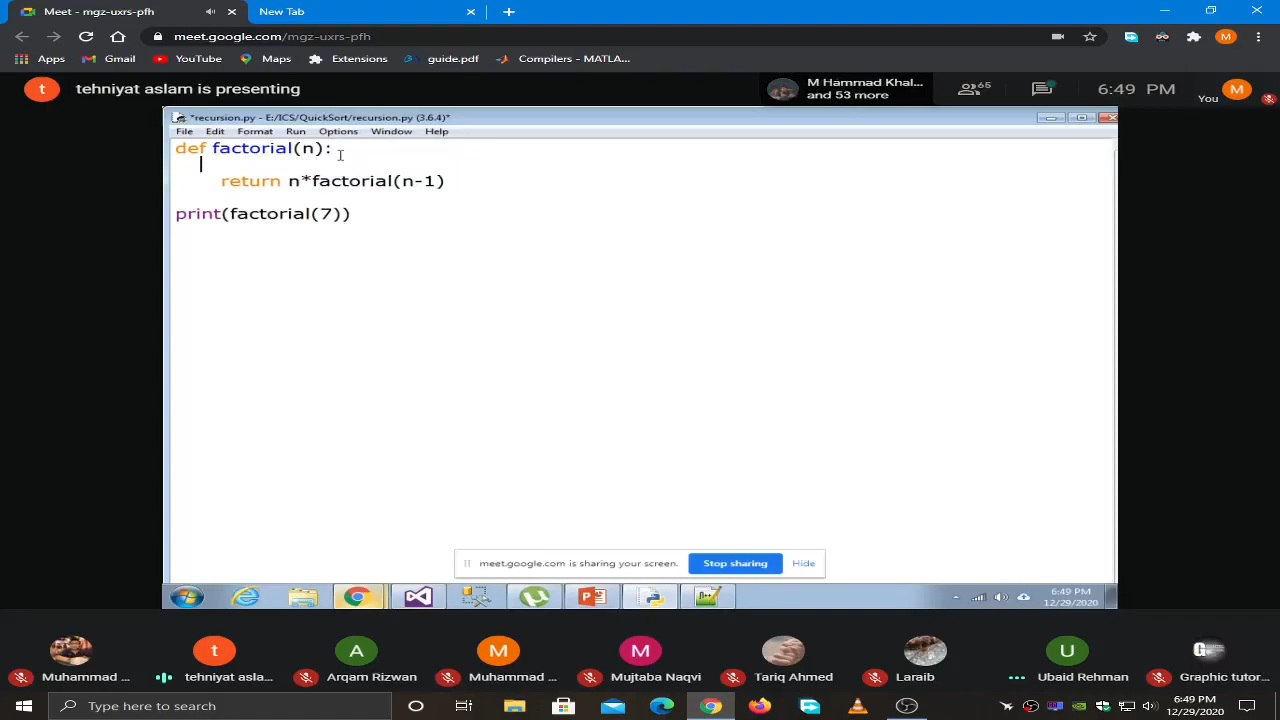 Meet - mgz-uxrs-pfh
New Tab
meet.google.com/mgz-uxrs-pfh
M
Apps
Gmail
YouTube
Maps
Extensions
guide.pdf
Compilers - MATLA...
t
tehniyat aslam is presenting
M Hammad Khal...
and 53 more
65
6:49 PM
You
M
*recursion.py - E:/ICS/QuickSort/recursion.py (3.6.4)*
File Edit Format Run Options Window Help
def factorial(n):
return n*factorial(n-1)
print(factorial(7))
meet.google.com is sharing your screen.
Stop sharing
Hide
6:49 PM
12/29/2020
t
A
M
M
U
Muhammad ...
tehniyat asla...
Arqam Rizwan
Muhammad ...
Mujtaba Naqvi
Tariq Ahmed
Laraib
Ubaid Rehman
Graphic tutor...
Type here to search
6:49 PM
12/29/2020